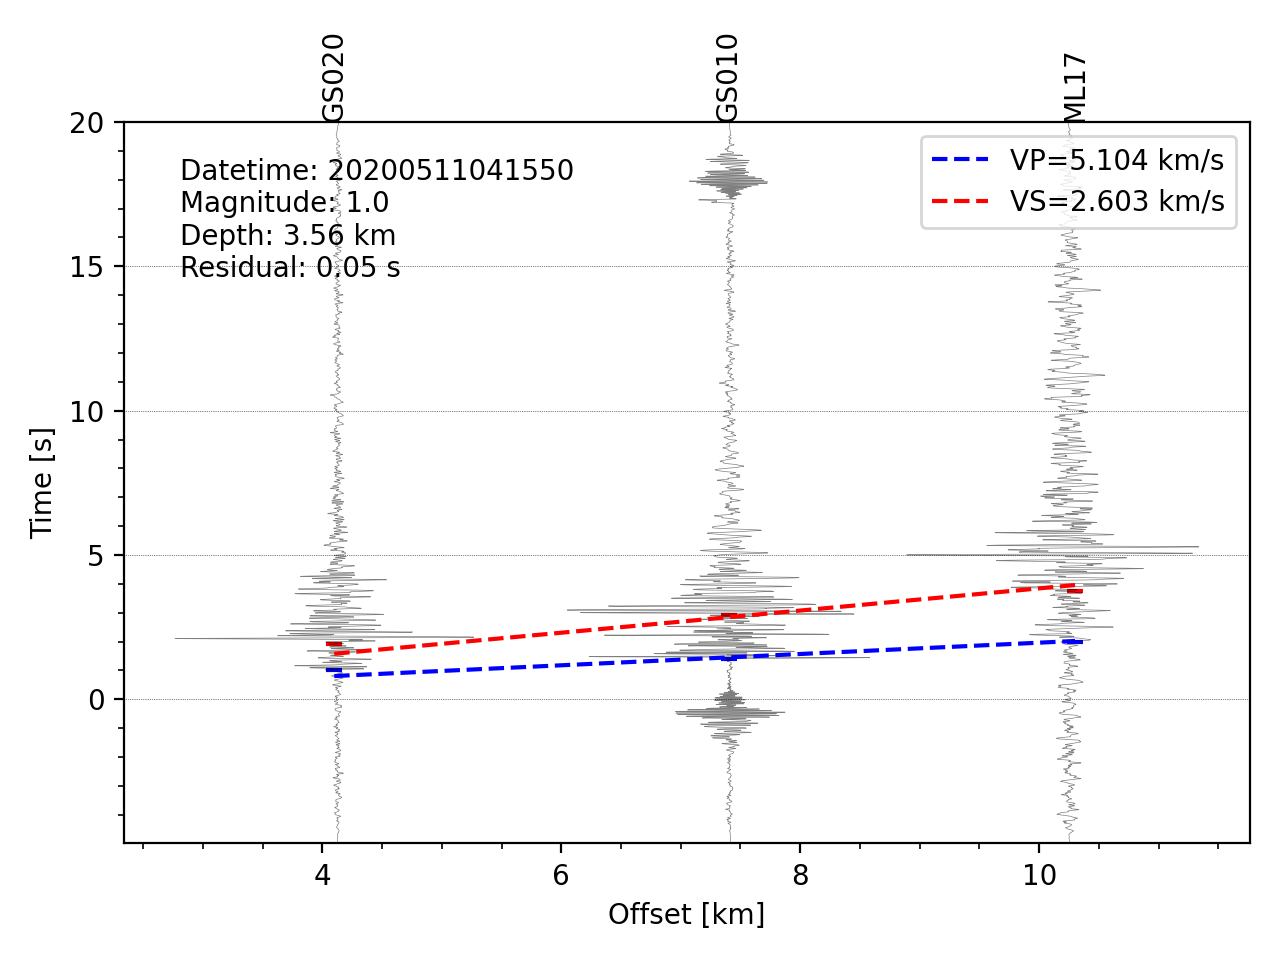 GS020
GS010
ML17
Datetime: 20200511041550
Magnitude: 1.0
Depth: 3.56 km
Residual: 0.05 s
VP=5.104 km/s
VS=2.603 km/s
20
15
10
5
0
Time [s]
4
6
8
10
Offset [km]